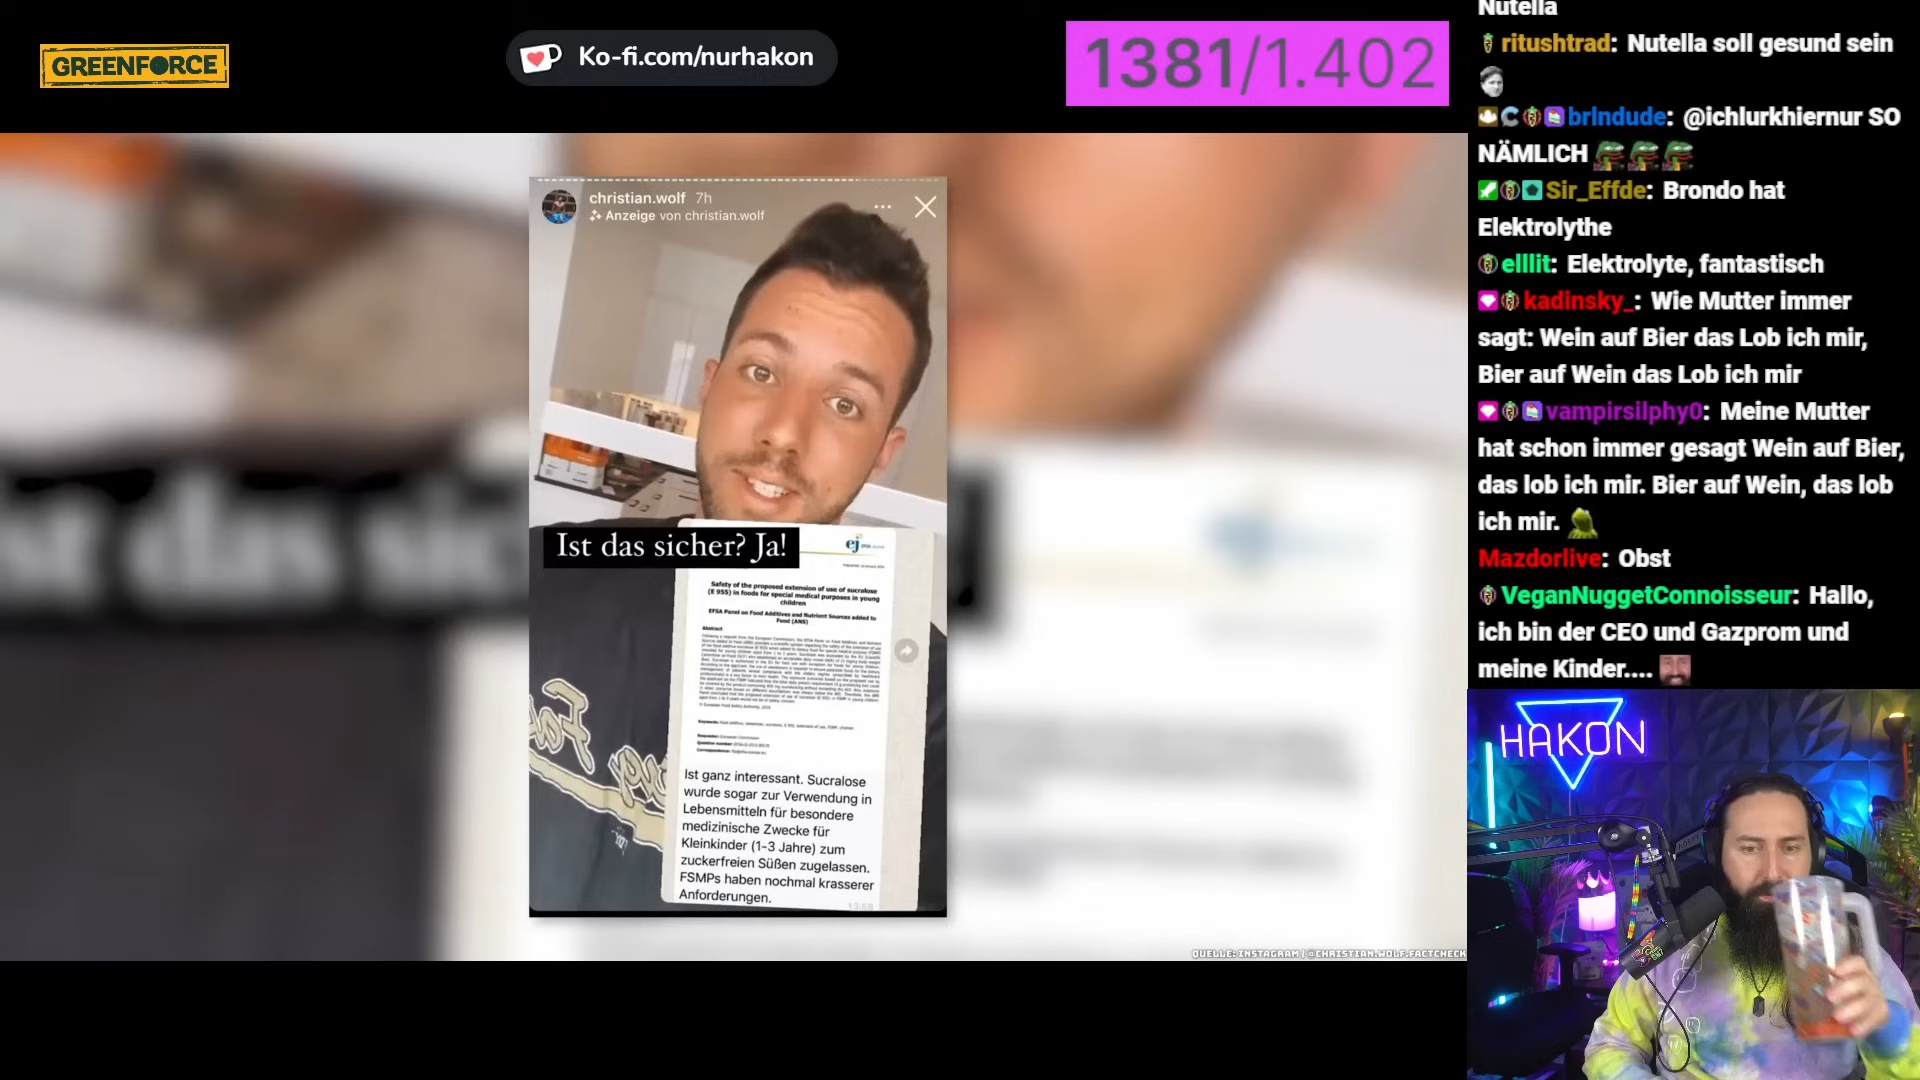 GREENFORCE
Ko-fi.com/nurhakon
1381/1.402
christian.wolf 7h
Anzeige von christian.wolf
Ist das sicher? Ja!
Safety of the proposed extension of use of sucralose
(E 955) in foods for special medical purposes in young
children
EFSA Panel on Food Additives and Nutrient Sources added to
Food (ANS)
Abstract
Ist ganz interessant. Sucralose
wurde sogar zur Verwendung in
Lebensmitteln für besondere
medizinische Zwecke für
Kleinkinder (1-3 Jahre) zum
zuckerfreien Süßen zugelassen.
FSMPs haben nochmal krasserer
Anforderungen.
13:58
QUELLE: INSTAGRAM | @CHRISTIAN.WOLF.FACTCHECK
Nutella
ritushtrad: Nutella soll gesund sein
brlndude: @ichlurkhiernur SO
NÄMLICH
Sir_Effde: Brondo hat
Elektrolythe
elllit: Elektrolyte, fantastisch
kadinsky_: Wie Mutter immer
sagt: Wein auf Bier das Lob ich mir,
Bier auf Wein das Lob ich mir
vampirsilphy0: Meine Mutter
hat schon immer gesagt Wein auf Bier,
das lob ich mir. Bier auf Wein, das lob
ich mir.
Mazdorlive: Obst
VeganNuggetConnoisseur: Hallo,
ich bin der CEO und Gazprom und
meine Kinder....
HAKON